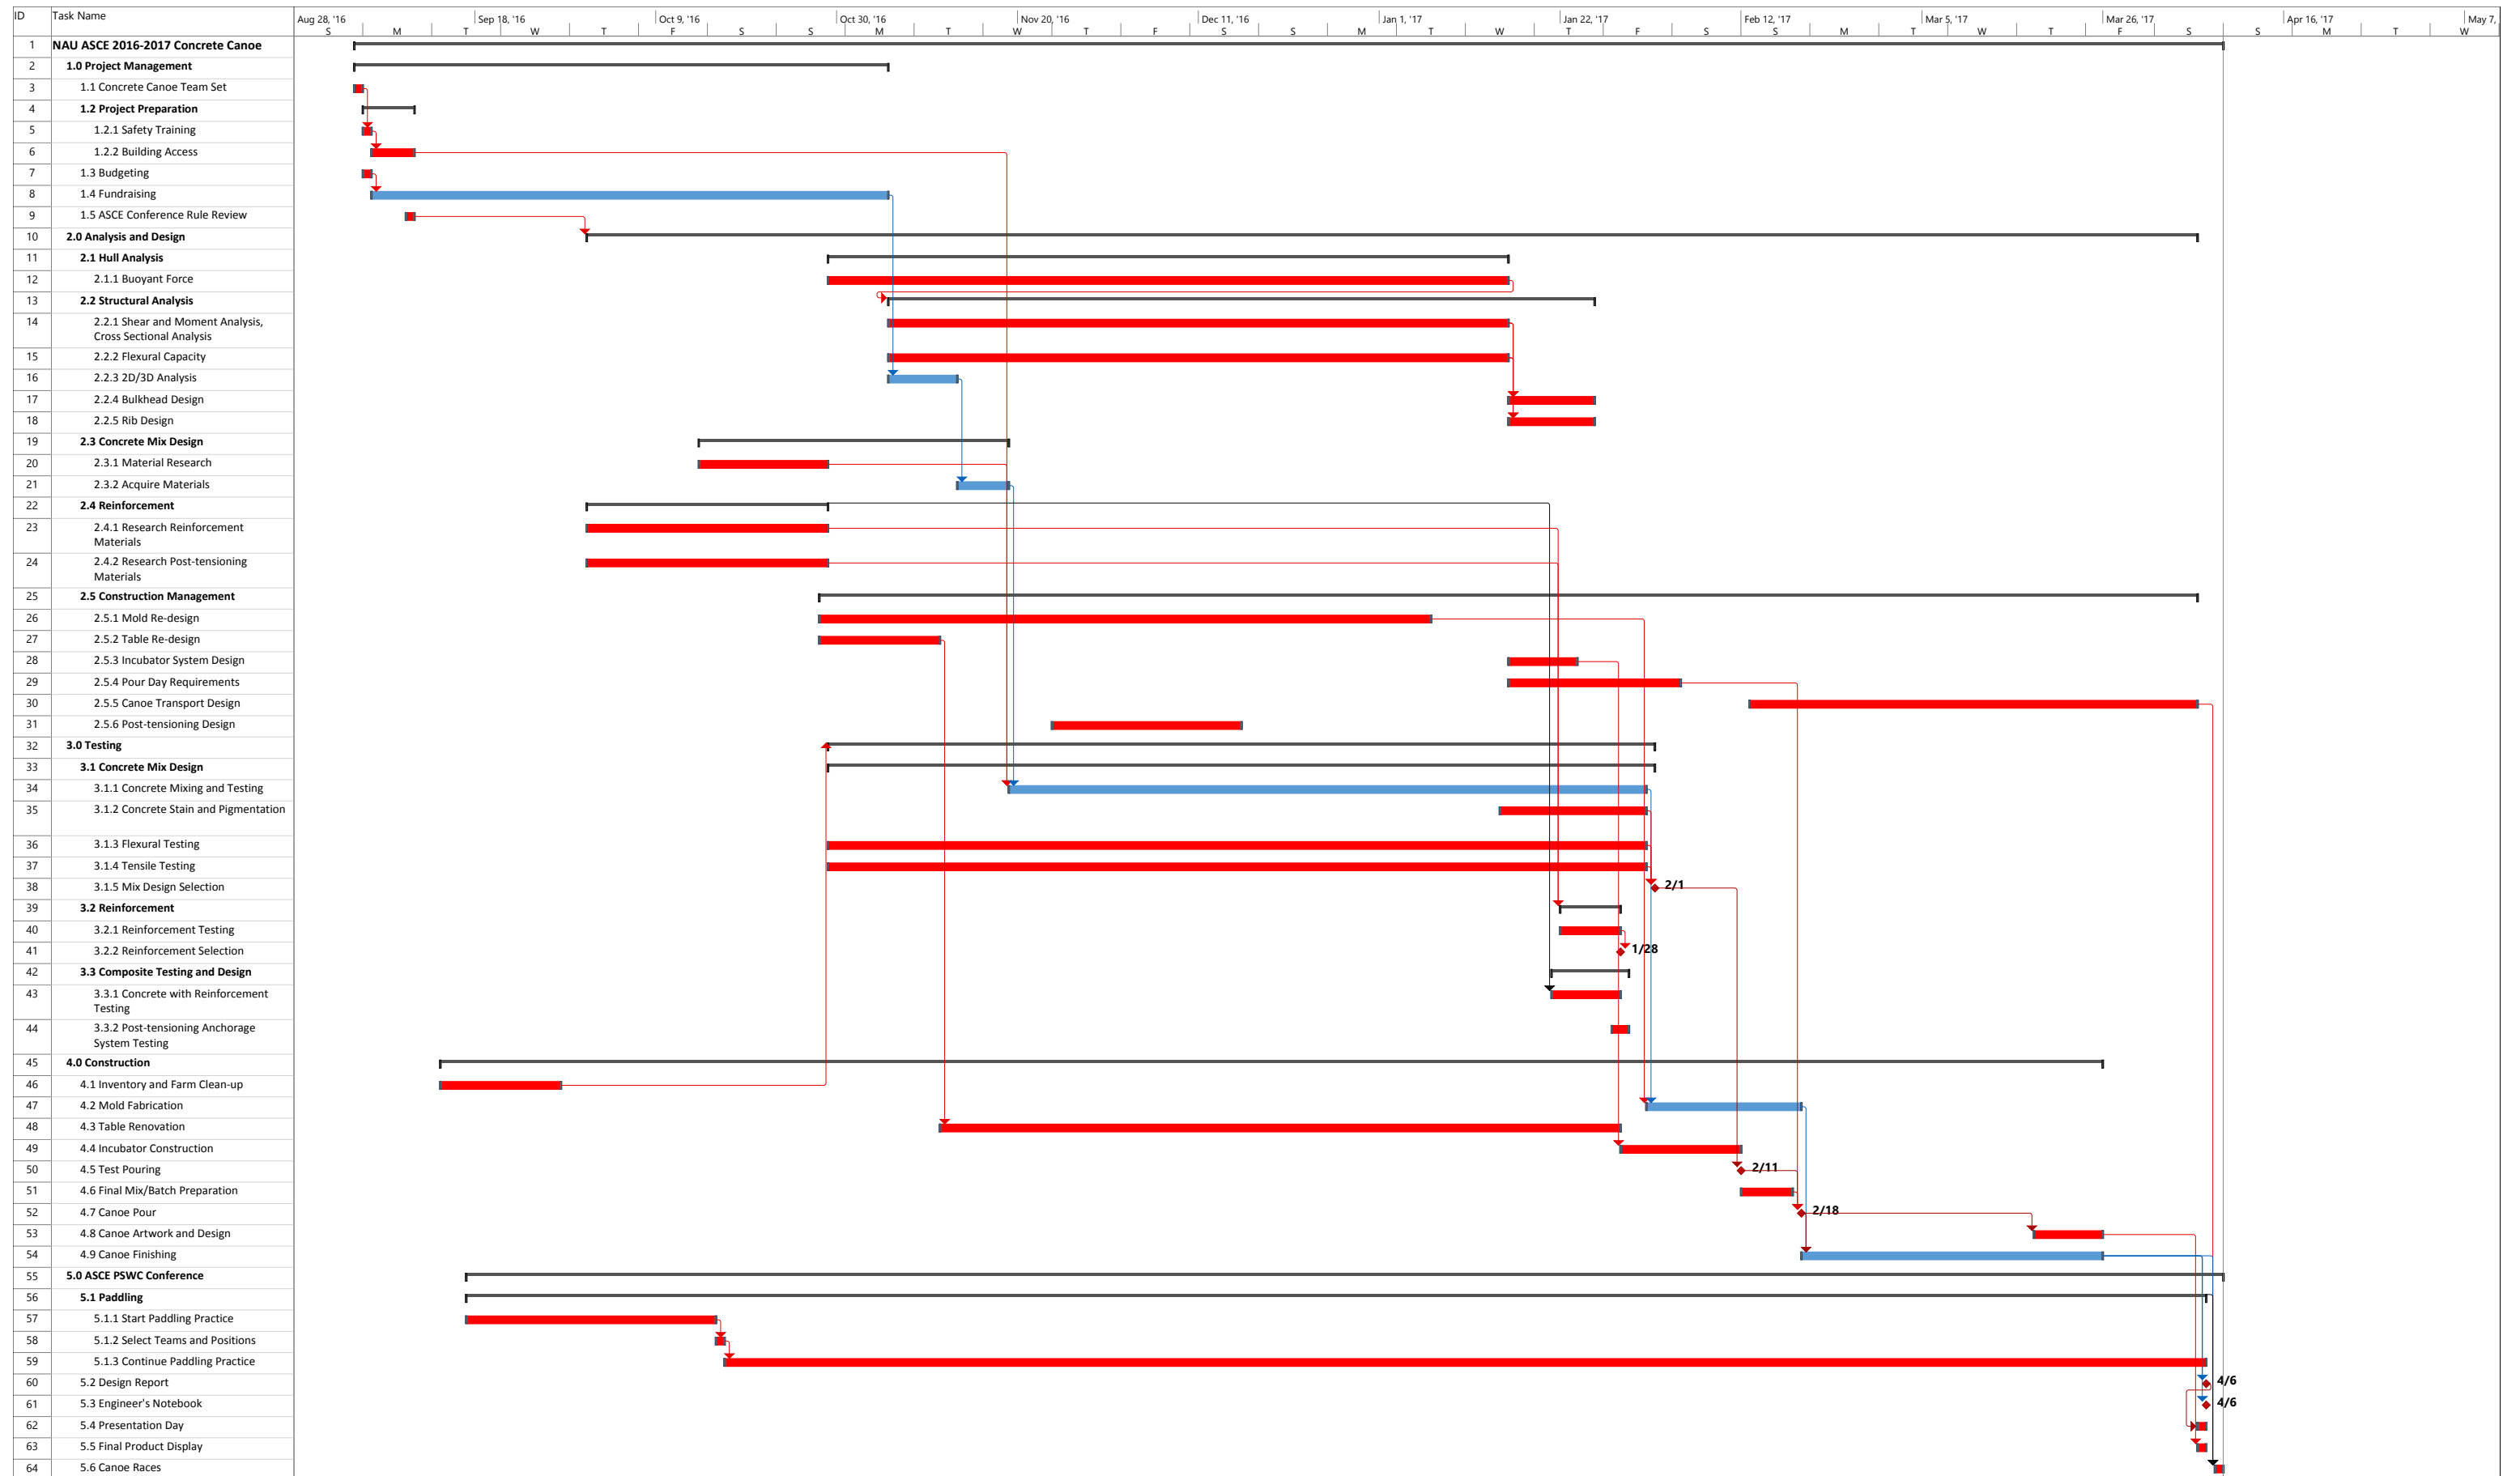 ID Task Name Aug 28, '16 Sep 18, '16 Oct 9, '16 Oct 30, '16 Nov 20, '16 Dec 11, '16 Jan 1, '17 Jan 22, '17 Feb 12, '17 Mar 5, '17 Mar 26, '17 Apr 16, '17 May 7, '
S M T W T F S S M T W T F S S M T W T F S S M T W T F S S M T W
1 NAU ASCE 2016-2017 Concrete Canoe
2 1.0 Project Management
3 1.1 Concrete Canoe Team Set
4 1.2 Project Preparation
5 1.2.1 Safety Training
6 1.2.2 Building Access
7 1.3 Budgeting
8 1.4 Fundraising
9 1.5 ASCE Conference Rule Review
10 2.0 Analysis and Design
11 2.1 Hull Analysis
12 2.1.1 Buoyant Force
13 2.2 Structural Analysis
14 2.2.1 Shear and Moment Analysis,
Cross Sectional Analysis
15 2.2.2 Flexural Capacity
16 2.2.3 2D/3D Analysis
17 2.2.4 Bulkhead Design
18 2.2.5 Rib Design
19 2.3 Concrete Mix Design
20 2.3.1 Material Research
21 2.3.2 Acquire Materials
22 2.4 Reinforcement
23 2.4.1 Research Reinforcement
Materials
24 2.4.2 Research Post-tensioning
Materials
25 2.5 Construction Management
26 2.5.1 Mold Re-design
27 2.5.2 Table Re-design
28 2.5.3 Incubator System Design
29 2.5.4 Pour Day Requirements
30 2.5.5 Canoe Transport Design
31 2.5.6 Post-tensioning Design
32 3.0 Testing
33 3.1 Concrete Mix Design
34 3.1.1 Concrete Mixing and Testing
35 3.1.2 Concrete Stain and Pigmentation
36 3.1.3 Flexural Testing
37 3.1.4 Tensile Testing
38 3.1.5 Mix Design Selection 2/1
39 3.2 Reinforcement
40 3.2.1 Reinforcement Testing
41 3.2.2 Reinforcement Selection 1/28
42 3.3 Composite Testing and Design
43 3.3.1 Concrete with Reinforcement
Testing
44 3.3.2 Post-tensioning Anchorage
System Testing
45 4.0 Construction
46 4.1 Inventory and Farm Clean-up
47 4.2 Mold Fabrication
48 4.3 Table Renovation
49 4.4 Incubator Construction
50 4.5 Test Pouring 2/11
51 4.6 Final Mix/Batch Preparation
52 4.7 Canoe Pour 2/18
53 4.8 Canoe Artwork and Design
54 4.9 Canoe Finishing
55 5.0 ASCE PSWC Conference
56 5.1 Paddling
57 5.1.1 Start Paddling Practice
58 5.1.2 Select Teams and Positions
59 5.1.3 Continue Paddling Practice
60 5.2 Design Report 4/6
61 5.3 Engineer's Notebook 4/6
62 5.4 Presentation Day
63 5.5 Final Product Display
64 5.6 Canoe Races